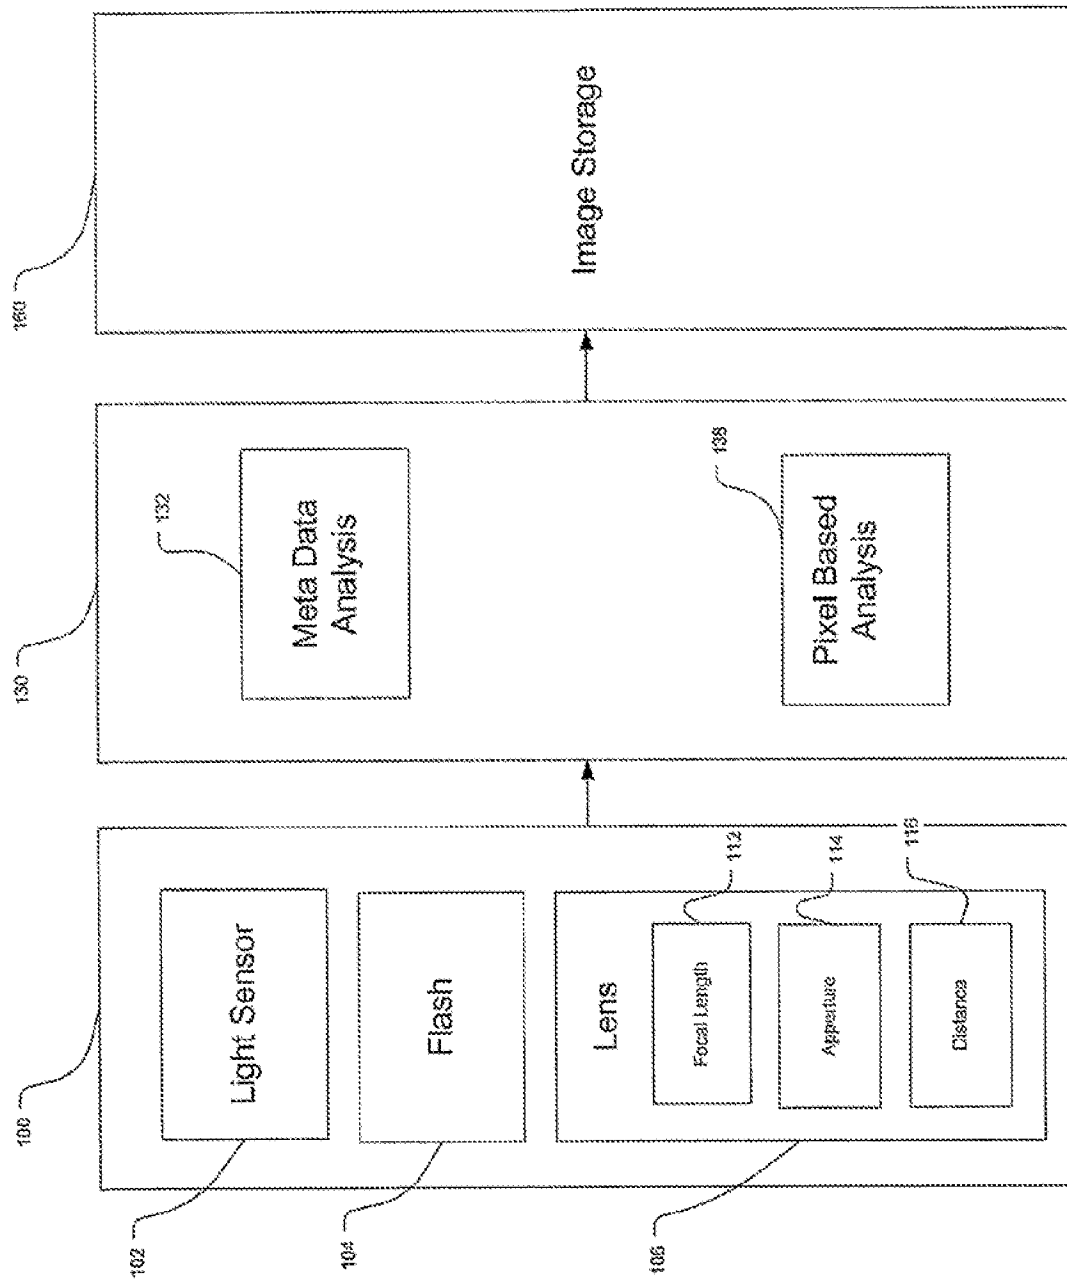 100
130
160
102
Light Sensor
132
Meta Data
Analysis
104
Flash
Image Storage
106
Lens
112
Focal Length
114
Apperture
116
Distance
138
Pixel Based
Analysis